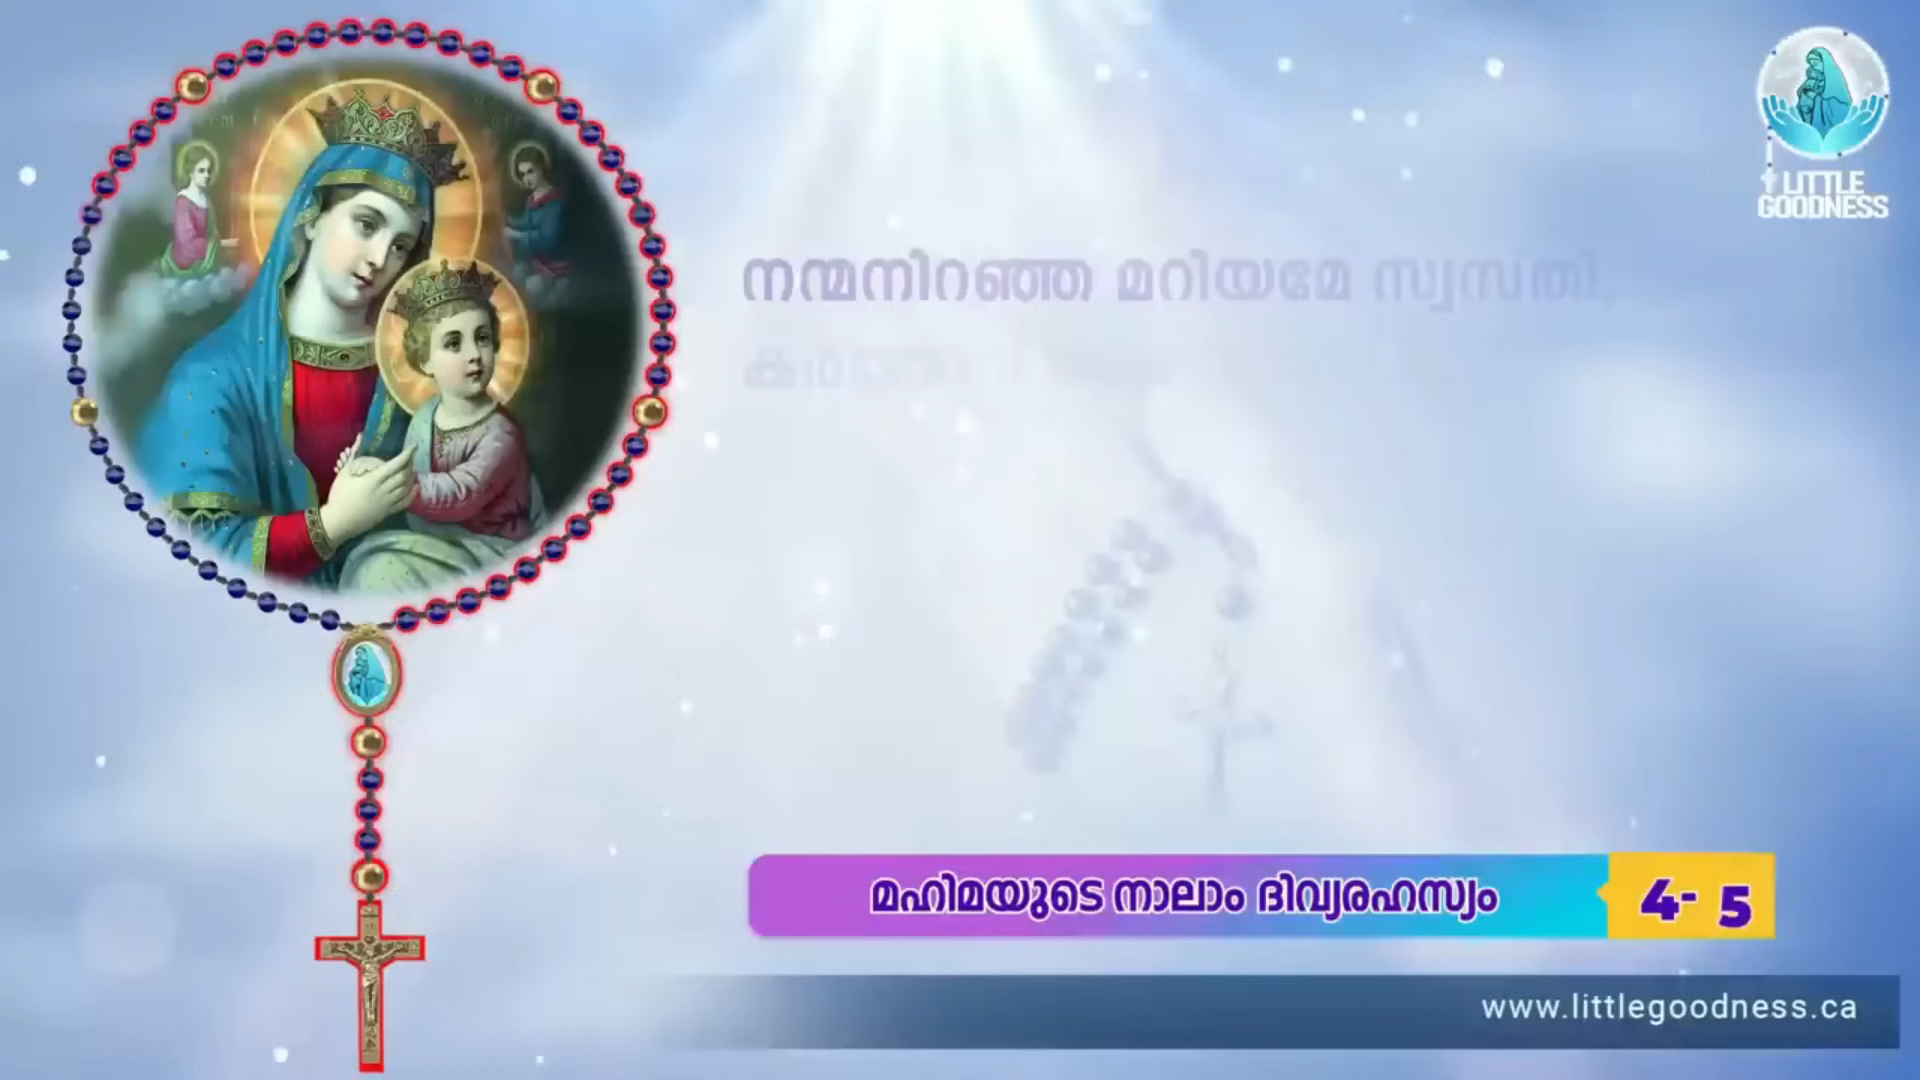 LITTLE
GOODNESS
നന്മനിറഞ്ഞ മറിയമേ സ്വസ്തി,
മഹിമയുടെ നാലാം ദിവ്യരഹസ്യം
4- 5
www.littlegoodness.ca